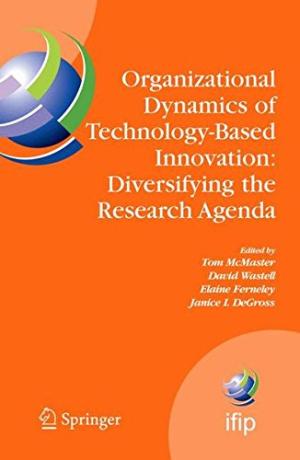 Organizational
Dynamics of
Technology-Based
Innovation:
Diversifying the
Research Agenda
Edited by
Tom McMaster
David Wastell
Elaine Ferneley
Janice I. DeGross
Springer
ifip